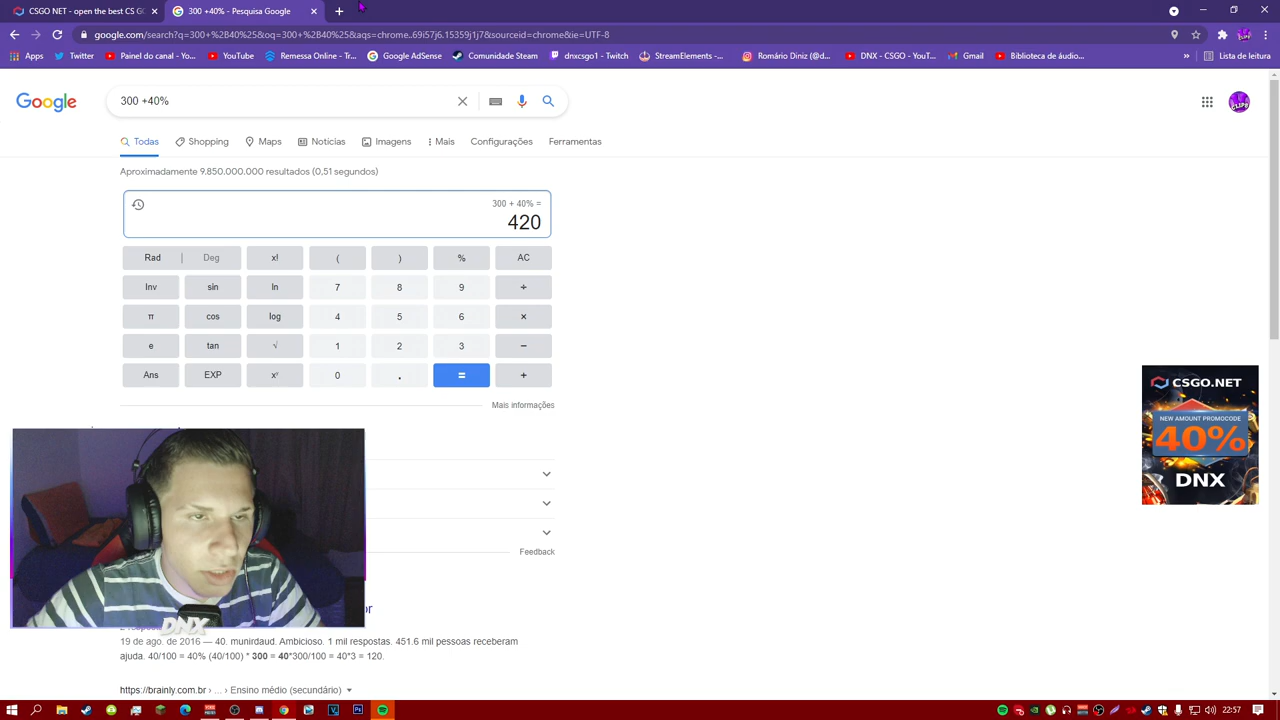 CSGO.NET - open the best CS GO
300 +40% - Pesquisa Google
google.com/search?q=300+%2B40%25&oq=300+%2B40%25&aqs=chrome..69i57j6.15359j1j7&sourceid=chrome&ie=UTF-8
Apps
Twitter
Painel do canal - Yo...
YouTube
Remessa Online - Tr...
Google AdSense
Comunidade Steam
dnxcsgo1 - Twitch
StreamElements -...
Romário Diniz (@d...
DNX - CSGO - YouT...
Gmail
Biblioteca de áudio...
»
Lista de leitura
Google
300 +40%
CLIPS
Todas
Shopping
Maps
Notícias
Imagens
Mais
Configurações
Ferramentas
Aproximadamente 9.850.000.000 resultados (0,51 segundos)
300 + 40% =
420
Rad | Deg x! ( ) % AC
Inv sin ln 7 8 9 ÷
π cos log 4 5 6 ×
e tan √ 1 2 3 −
Ans EXP xʸ 0 . = +
Mais informações
CSGO.NET
NEW AMOUNT PROMOCODE
40%
DNX
Feedback
DNX
19 de ago. de 2016 — 40. munirdaud. Ambicioso. 1 mil respostas. 451.6 mil pessoas receberam
ajuda. 40/100 = 40% (40/100) * 300 = 40*300/100 = 40*3 = 120.
https://brainly.com.br › ... › Ensino médio (secundário)
22:57